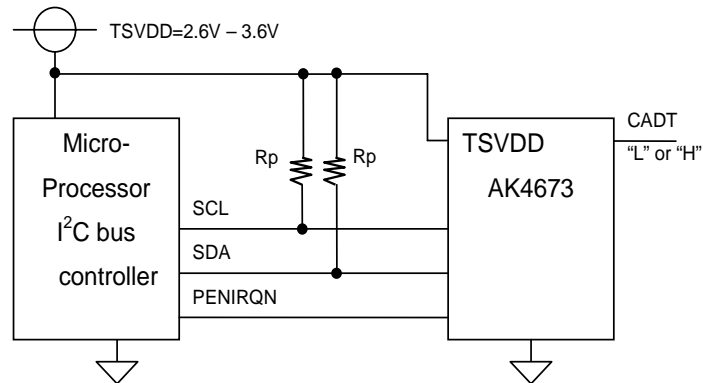 TSVDD=2.6V – 3.6V
Micro-
Processor
I²C bus
controller
Rp
Rp
SCL
SDA
PENIRQN
TSVDD
AK4673
CADT
“L” or “H”